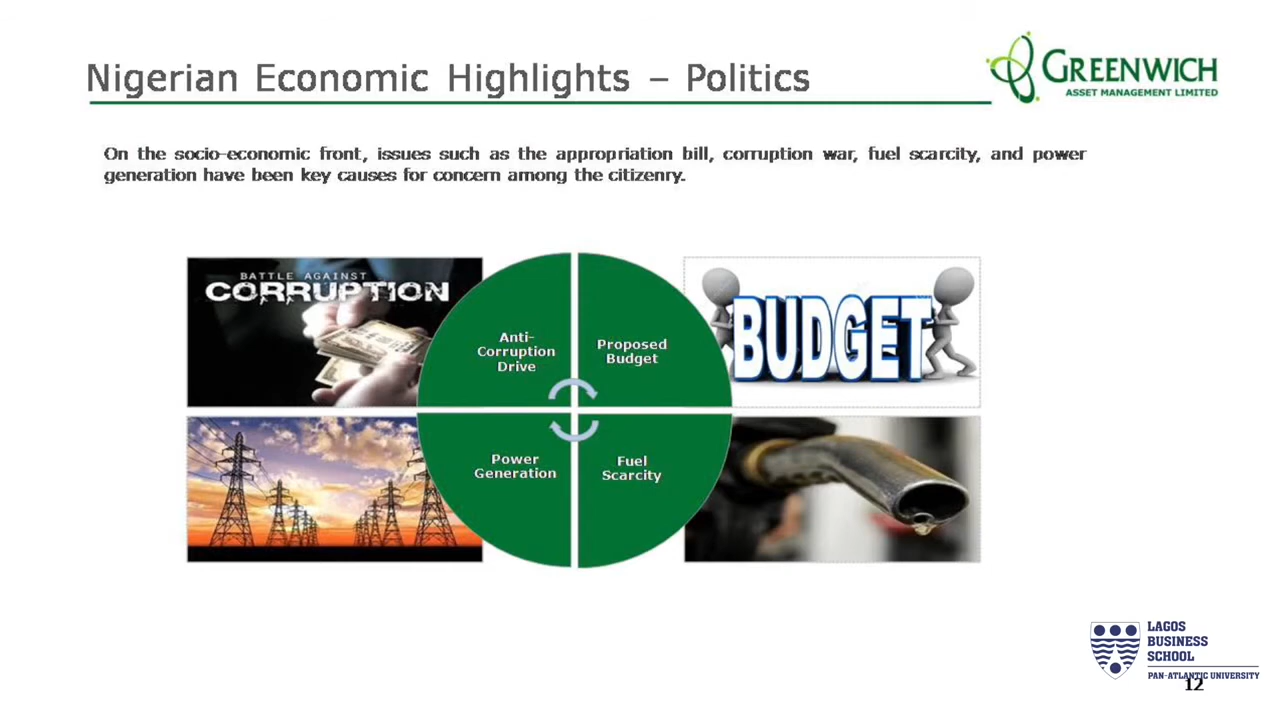 Nigerian Economic Highlights – Politics
GREENWICH
ASSET MANAGEMENT LIMITED
On the socio-economic front, issues such as the appropriation bill, corruption war, fuel scarcity, and power
generation have been key causes for concern among the citizenry.
BATTLE AGAINST
CORRUPTION
Anti-
Corruption
Drive
Proposed
Budget
BUDGET
Power
Generation
Fuel
Scarcity
LAGOS
BUSINESS
SCHOOL
PAN-ATLANTIC UNIVERSITY
12